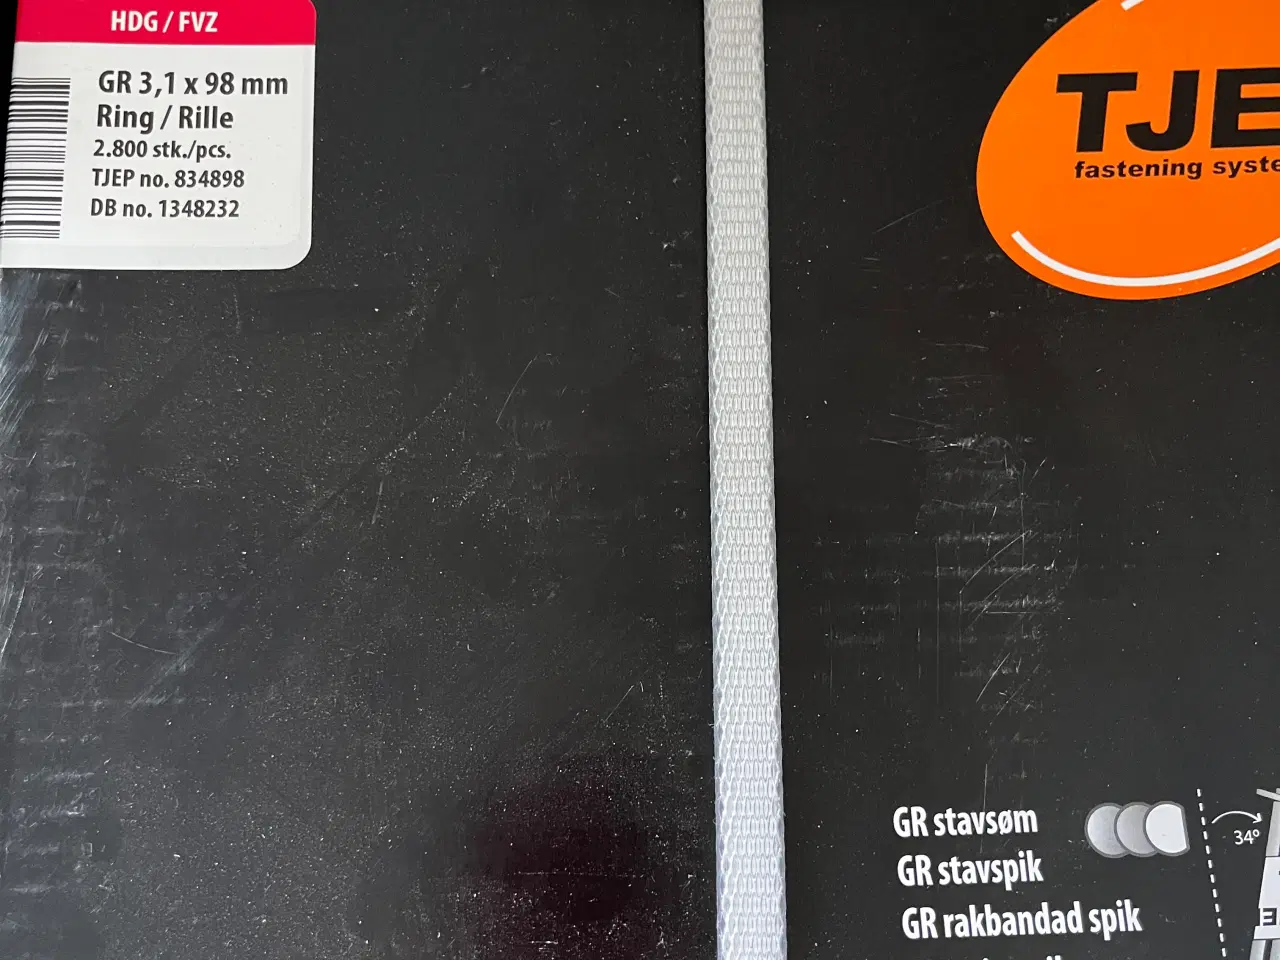 HDG / FVZ
GR 3,1 x 98 mm
Ring / Rille
2.800 stk./pcs.
TJEP no. 834898
DB no. 1348232
TJE
fastening syste
GR stavsøm
GR stavspik
GR rakbandad spik
34°
E